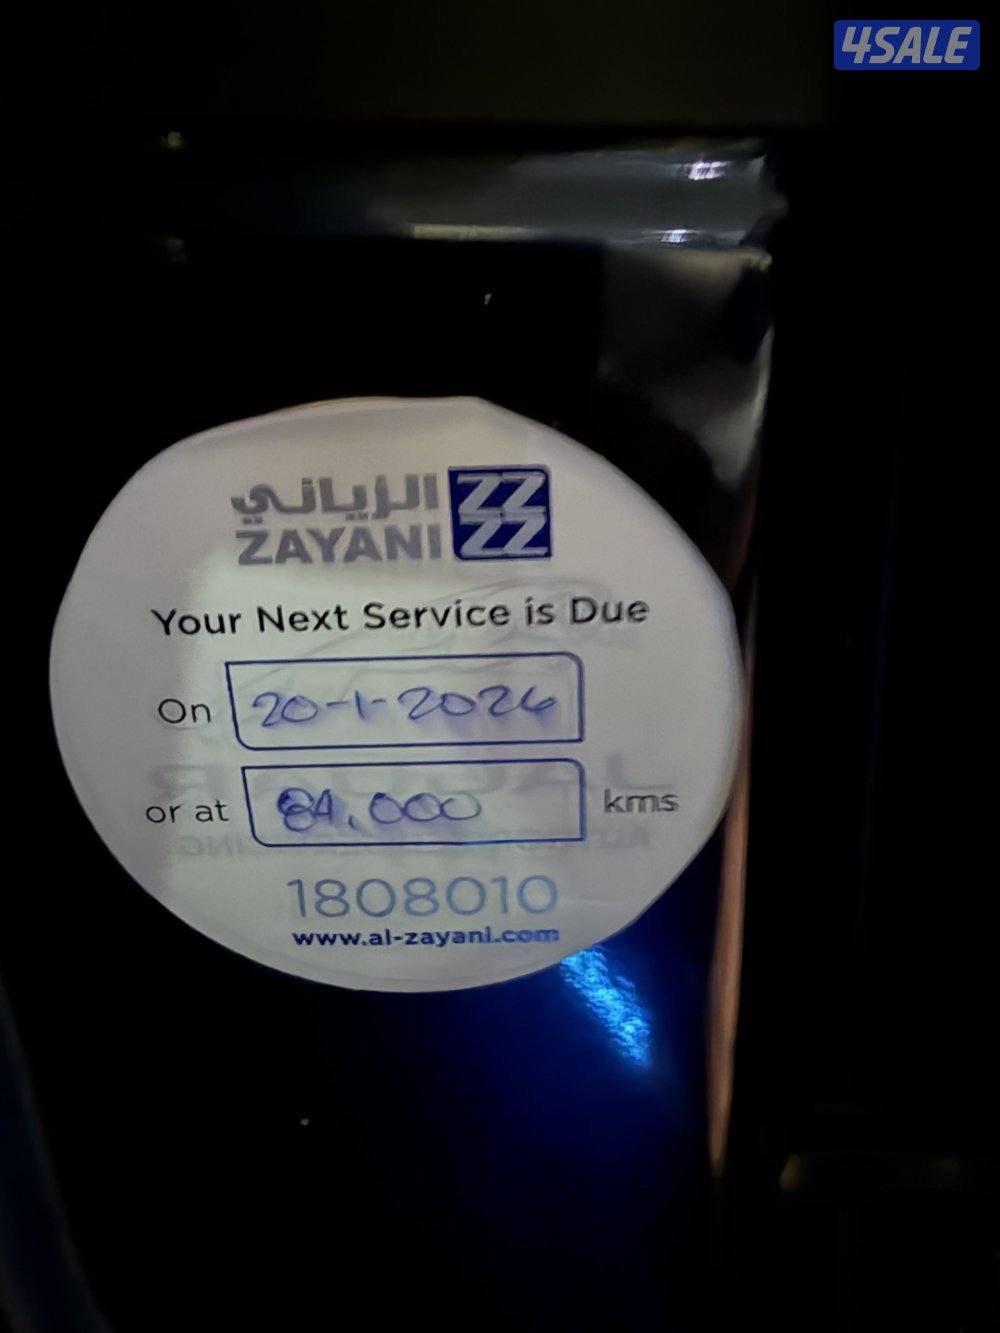 4SALE
الزياني
ZAYANI
Your Next Service is Due
On 20-1-2026
or at 84,000 kms
1808010
www.al-zayani.com